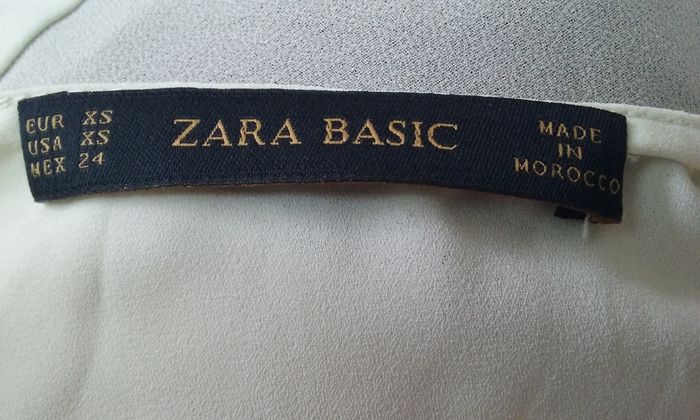 EUR XS
USA XS
MEX 24
ZARA BASIC
MADE
IN
MOROCCO